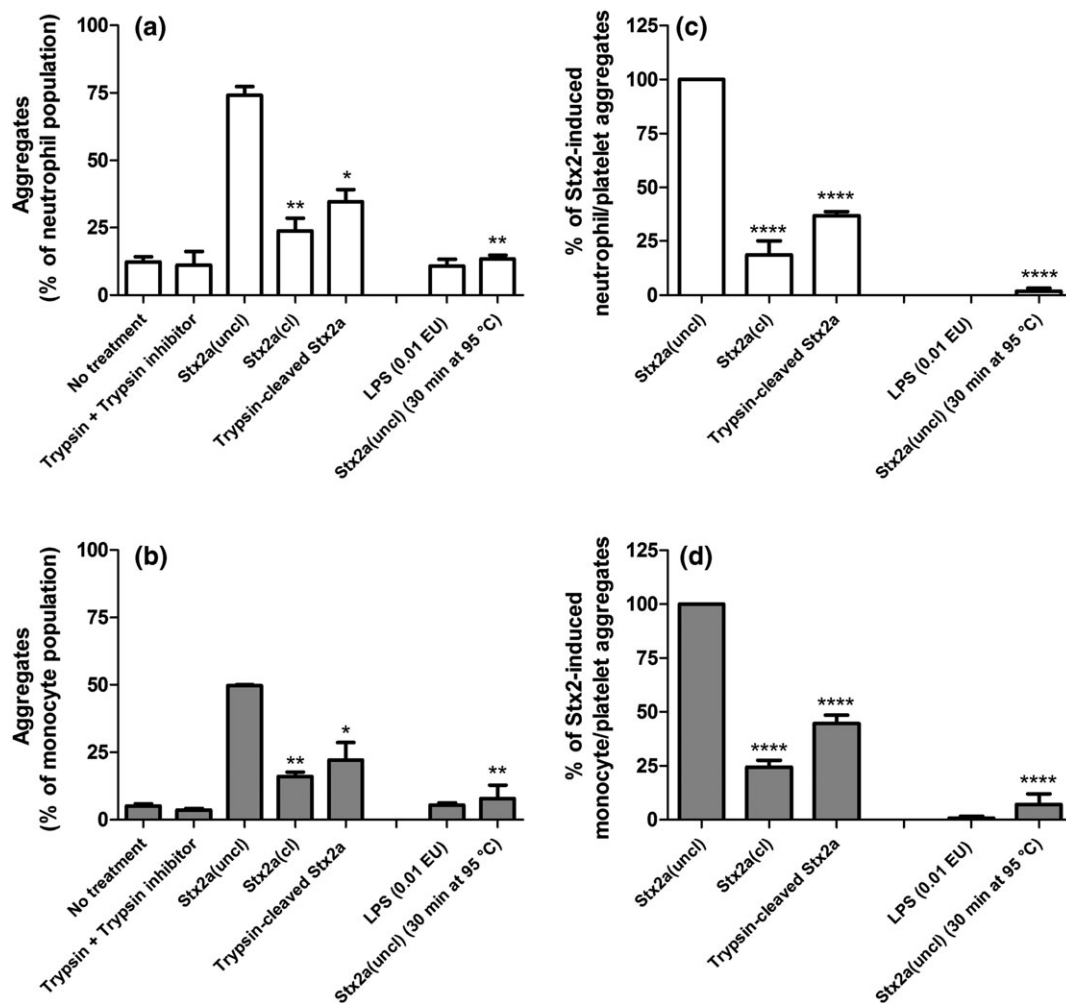 (a)
Aggregates
(% of neutrophil population)
100
75
50
25
0
**
*
**
No treatment
Trypsin + Trypsin inhibitor
Stx2a(uncl)
Stx2a(cl)
Trypsin-cleaved Stx2a
LPS (0.01 EU)
Stx2a(uncl) (30 min at 95 °C)
(c)
% of Stx2-induced
neutrophil/platelet aggregates
125
100
75
50
25
0
****
****
****
Stx2a(uncl)
Stx2a(cl)
Trypsin-cleaved Stx2a
LPS (0.01 EU)
Stx2a(uncl) (30 min at 95 °C)
(b)
Aggregates
(% of monocyte population)
100
75
50
25
0
**
*
**
No treatment
Trypsin + Trypsin inhibitor
Stx2a(uncl)
Stx2a(cl)
Trypsin-cleaved Stx2a
LPS (0.01 EU)
Stx2a(uncl) (30 min at 95 °C)
(d)
% of Stx2-induced
monocyte/platelet aggregates
125
100
75
50
25
0
****
****
****
Stx2a(uncl)
Stx2a(cl)
Trypsin-cleaved Stx2a
LPS (0.01 EU)
Stx2a(uncl) (30 min at 95 °C)